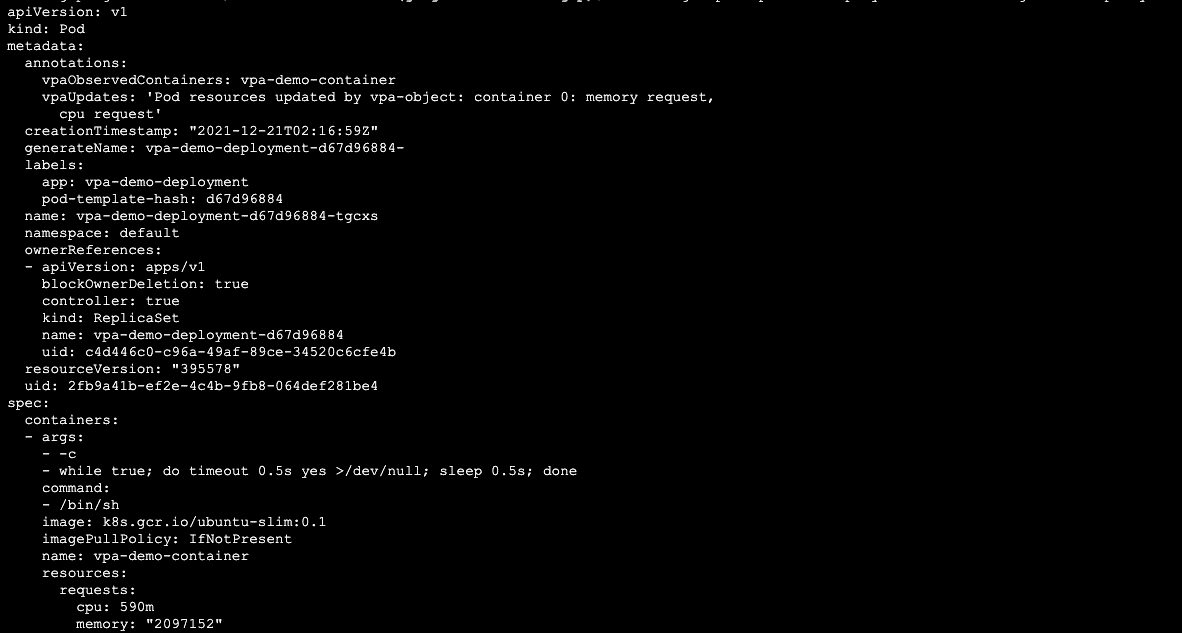 apiVersion: v1
kind: Pod
metadata:
  annotations:
    vpaObservedContainers: vpa-demo-container
    vpaUpdates: 'Pod resources updated by vpa-object: container 0: memory request,
      cpu request'
  creationTimestamp: "2021-12-21T02:16:59Z"
  generateName: vpa-demo-deployment-d67d96884-
  labels:
    app: vpa-demo-deployment
    pod-template-hash: d67d96884
  name: vpa-demo-deployment-d67d96884-tgcxs
  namespace: default
  ownerReferences:
  - apiVersion: apps/v1
    blockOwnerDeletion: true
    controller: true
    kind: ReplicaSet
    name: vpa-demo-deployment-d67d96884
    uid: c4d446c0-c96a-49af-89ce-34520c6cfe4b
  resourceVersion: "395578"
  uid: 2fb9a41b-ef2e-4c4b-9fb8-064def281be4
spec:
  containers:
  - args:
    - -c
    - while true; do timeout 0.5s yes >/dev/null; sleep 0.5s; done
    command:
    - /bin/sh
    image: k8s.gcr.io/ubuntu-slim:0.1
    imagePullPolicy: IfNotPresent
    name: vpa-demo-container
    resources:
      requests:
        cpu: 590m
        memory: "2097152"